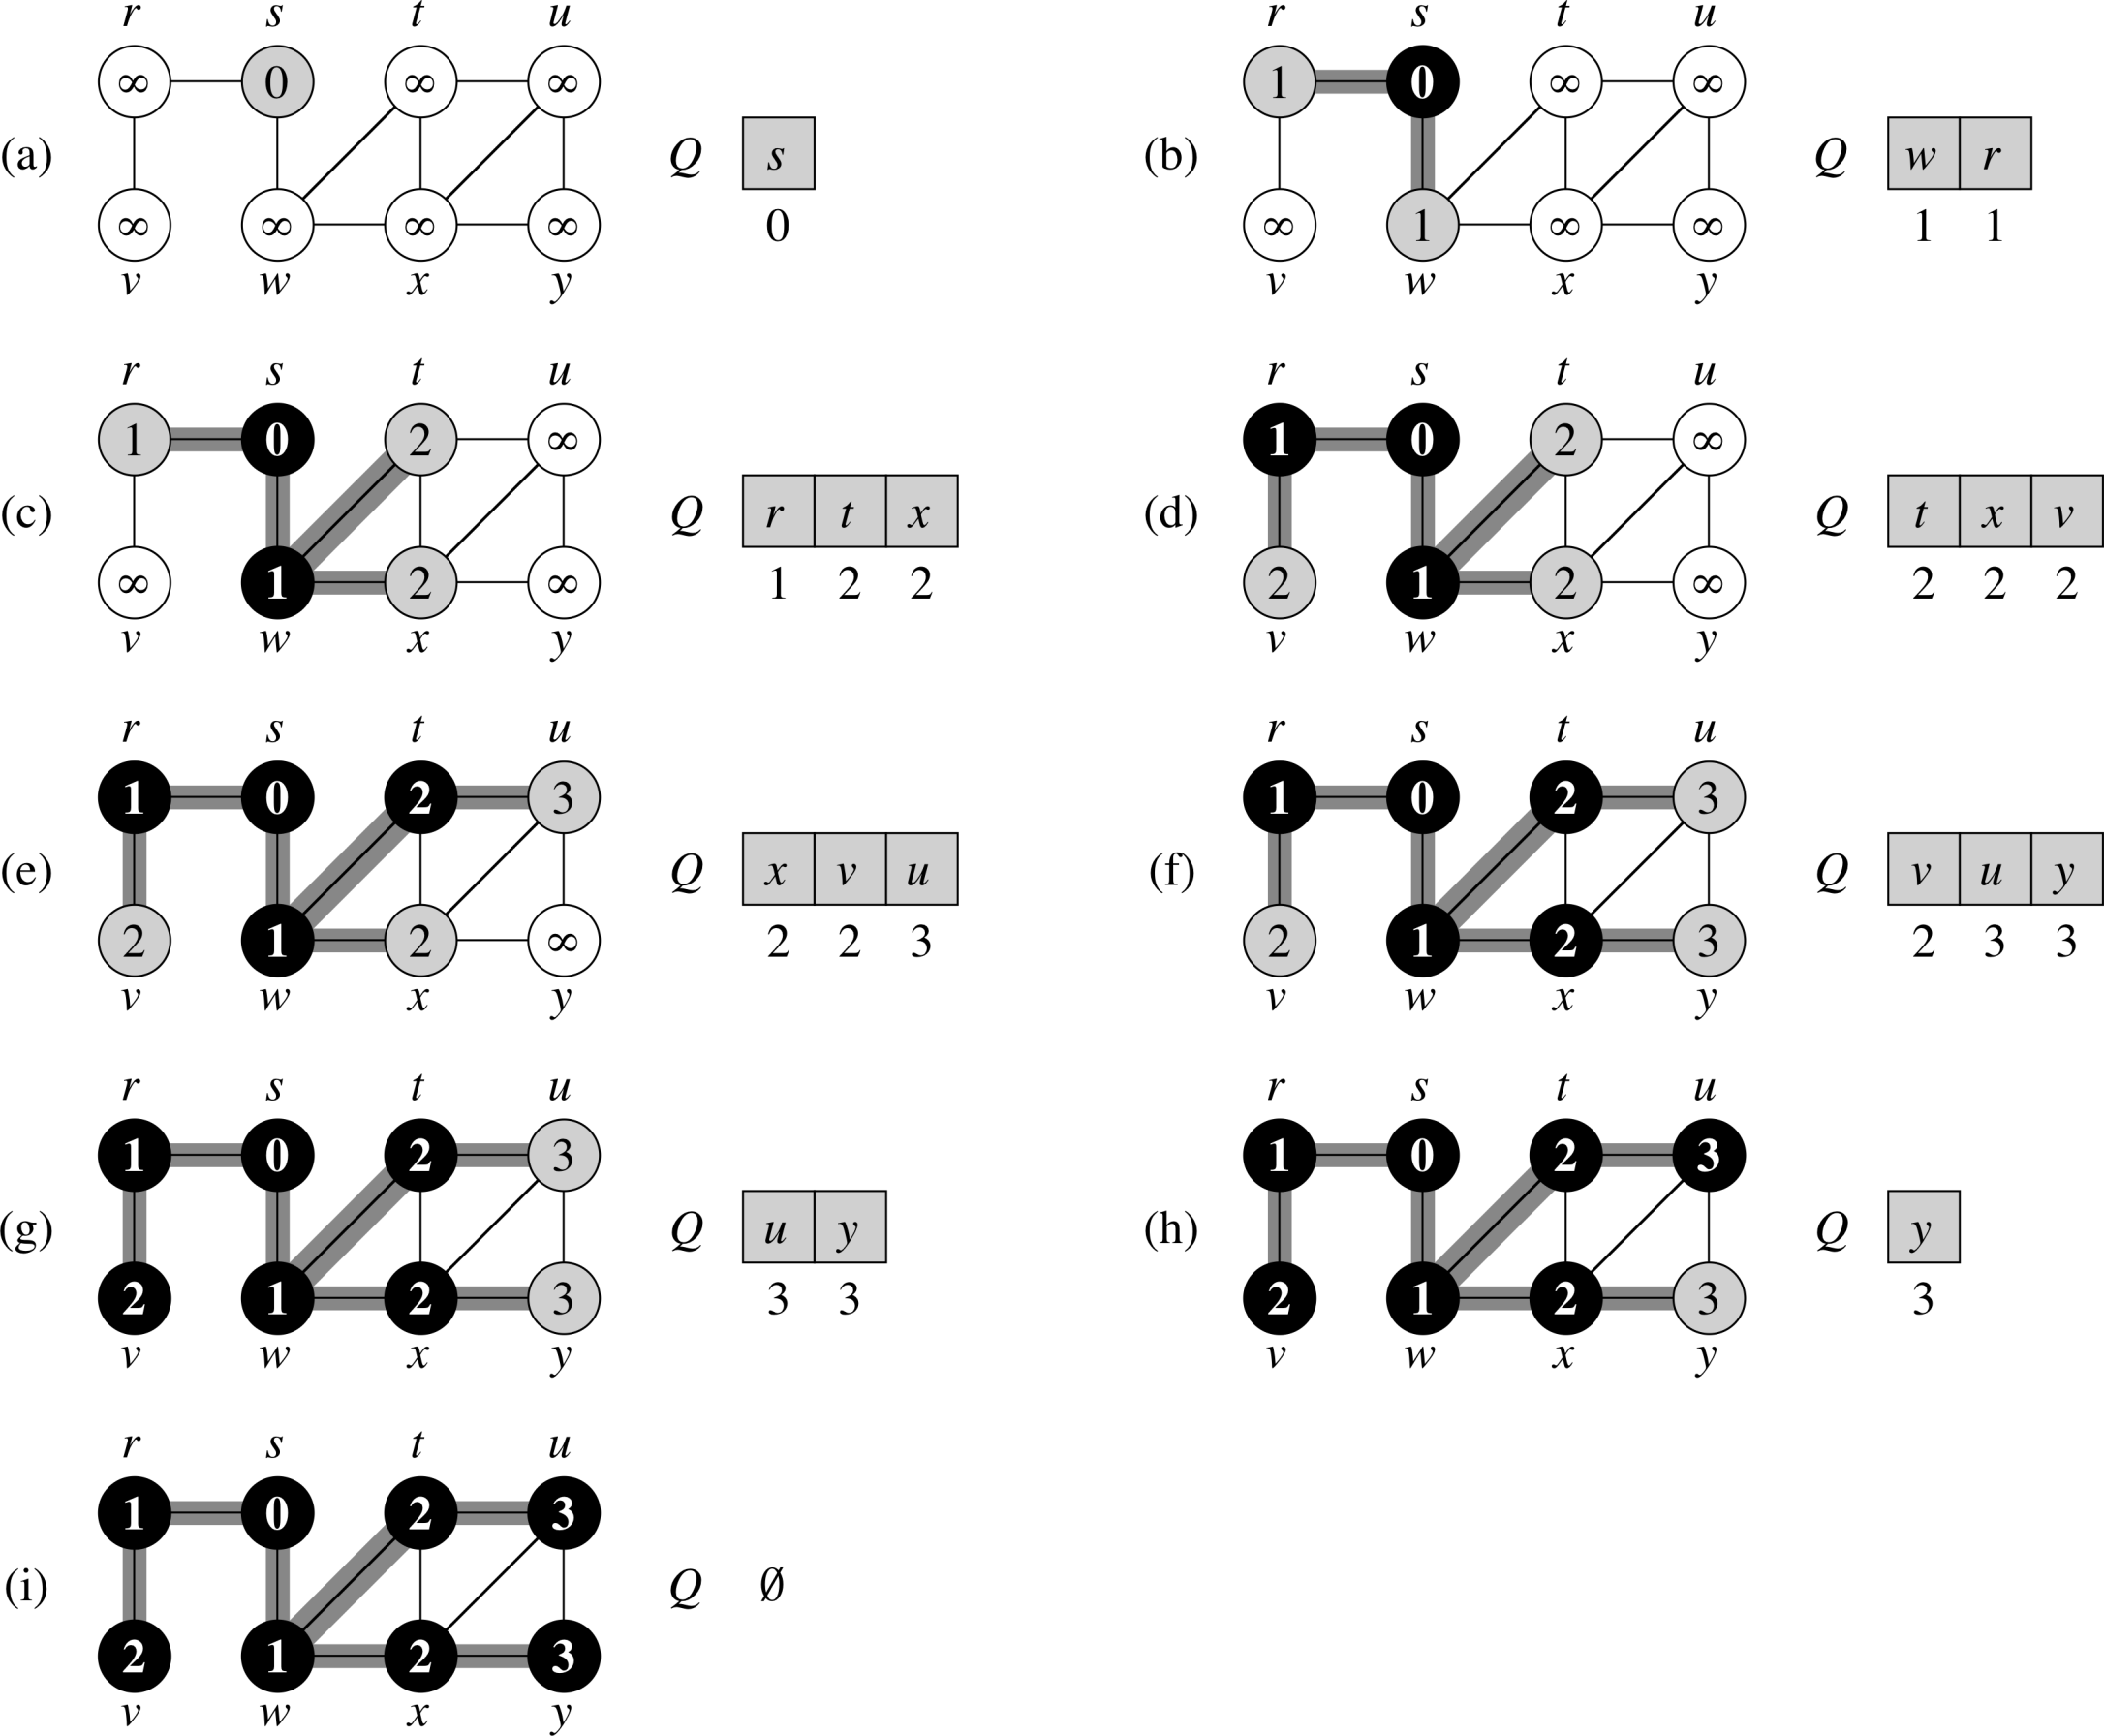 r s t u r s t u
∞ 0 ∞ ∞ 1 0 ∞ ∞
(a) Q s (b) Q w r
∞ ∞ ∞ ∞ 0 ∞ 1 ∞ ∞ 1 1
v w x y v w x y
r s t u r s t u
1 0 2 ∞ 1 0 2 ∞
(c) Q r t x (d) Q t x v
∞ 1 2 ∞ 1 2 2 2 1 2 ∞ 2 2 2
v w x y v w x y
r s t u r s t u
1 0 2 3 1 0 2 3
(e) Q x v u (f) Q v u y
2 1 2 ∞ 2 2 3 2 1 2 3 2 3 3
v w x y v w x y
r s t u r s t u
1 0 2 3 1 0 2 3
(g) Q u y (h) Q y
2 1 2 3 3 3 2 1 2 3 3
v w x y v w x y
r s t u
1 0 2 3
(i) Q ∅
2 1 2 3
v w x y